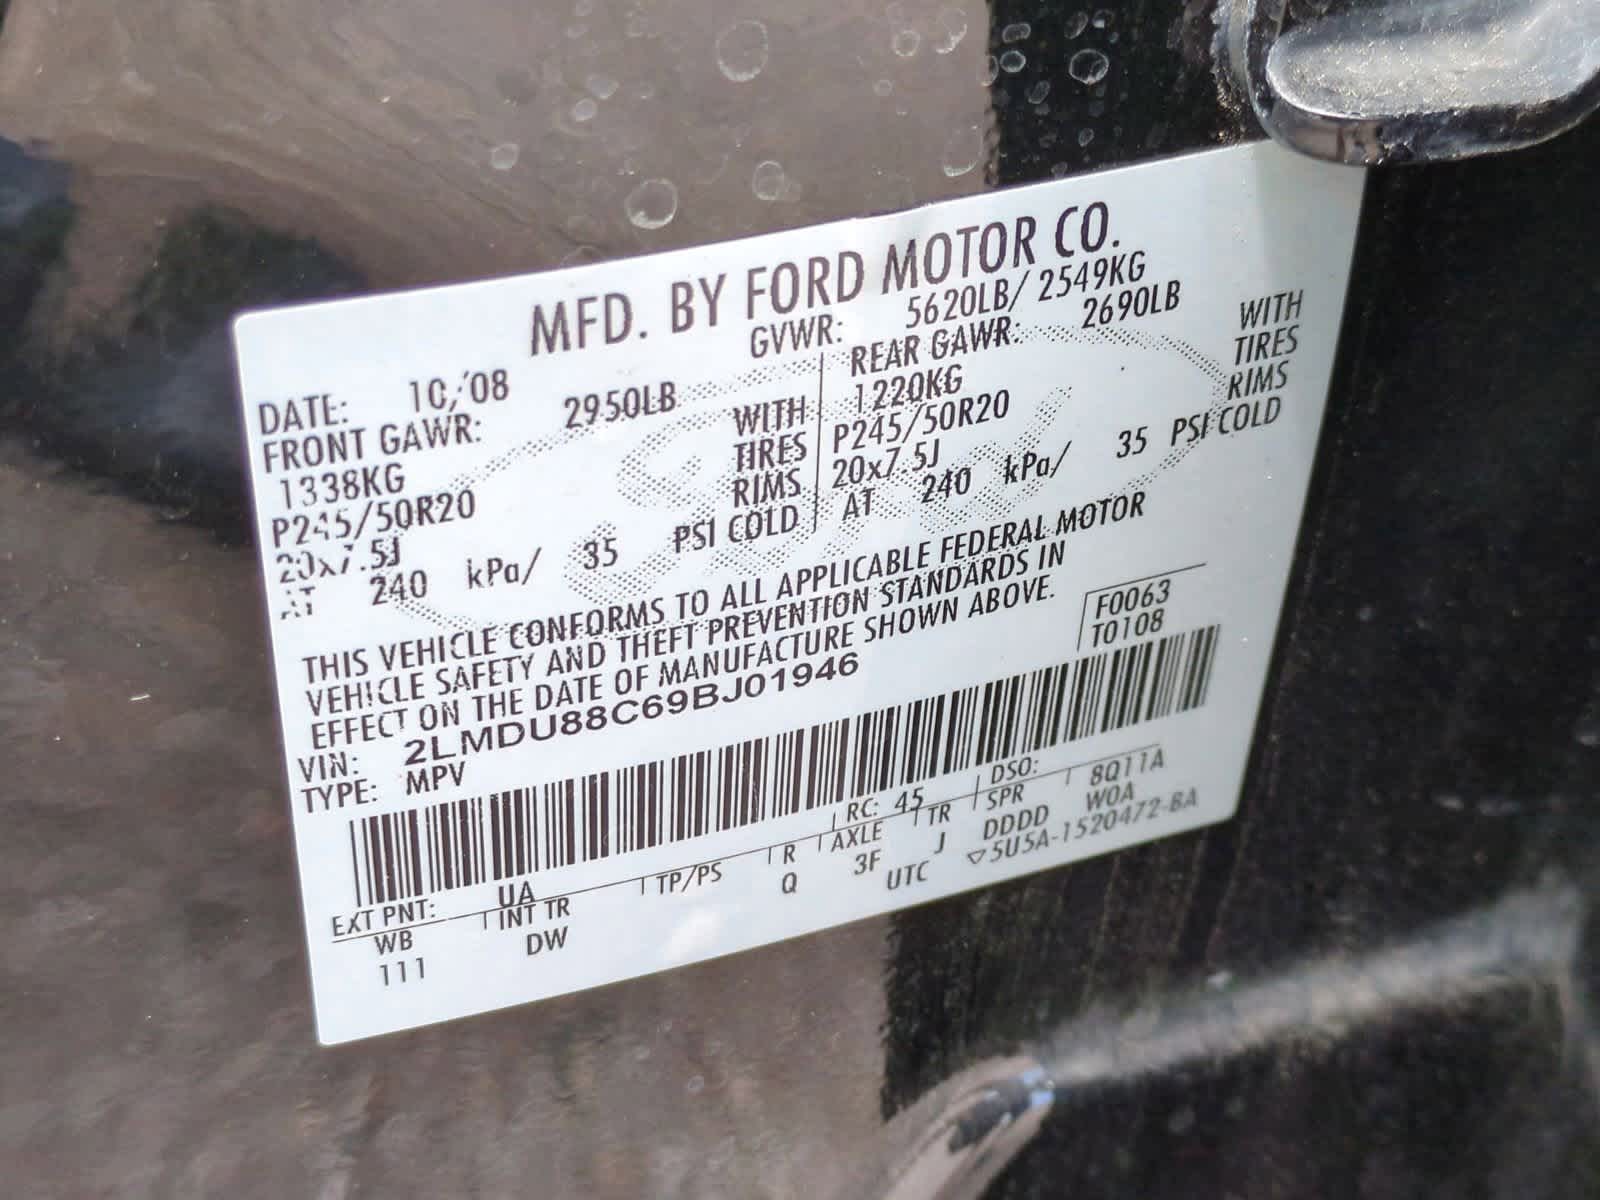 MFD. BY FORD MOTOR CO.
DATE: 10/'08 GVWR: 5620LB/ 2549KG
FRONT GAWR: 2950LB REAR GAWR: 2690LB
1338KG WITH 1220KG WITH
P245/50R20 TIRES P245/50R20 TIRES
20x7.5J RIMS 20x7.5J RIMS
AT 240 kPa/ 35 PSI COLD AT 240 kPa/ 35 PSI COLD
THIS VEHICLE CONFORMS TO ALL APPLICABLE FEDERAL MOTOR
VEHICLE SAFETY AND THEFT PREVENTION STANDARDS IN
EFFECT ON THE DATE OF MANUFACTURE SHOWN ABOVE.
F0063
T0108
VIN: 2LMDU88C69BJ01946
TYPE: MPV
EXT PNT: UA RC: 45 DSO: 8Q11A
WB INT TR TP/PS R AXLE TR SPR W0A
111 DW Q 3F J DDDD
UTC ▽5U5A-1520472-BA